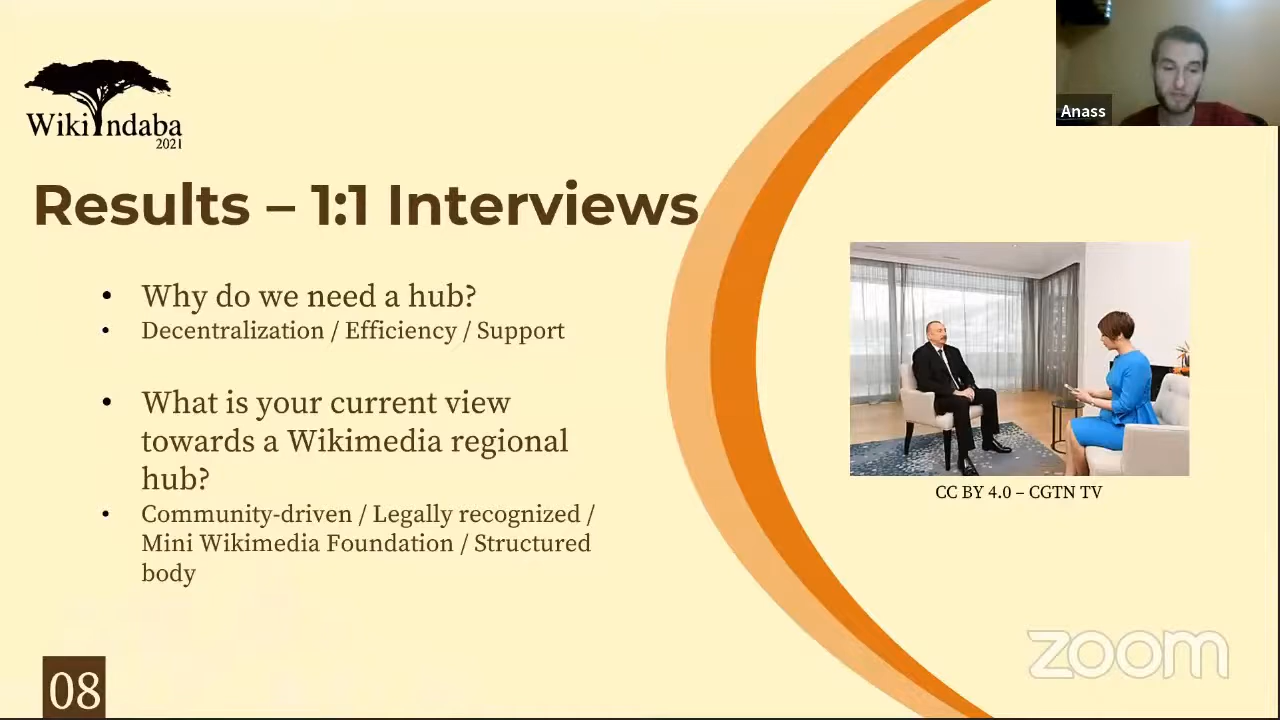 Anass
WikiIndaba
2021
Results – 1:1 Interviews
• Why do we need a hub?
• Decentralization / Efficiency / Support
• What is your current view
towards a Wikimedia regional
hub?
• Community-driven / Legally recognized /
Mini Wikimedia Foundation / Structured
body
CC BY 4.0 – CGTN TV
zoom
08